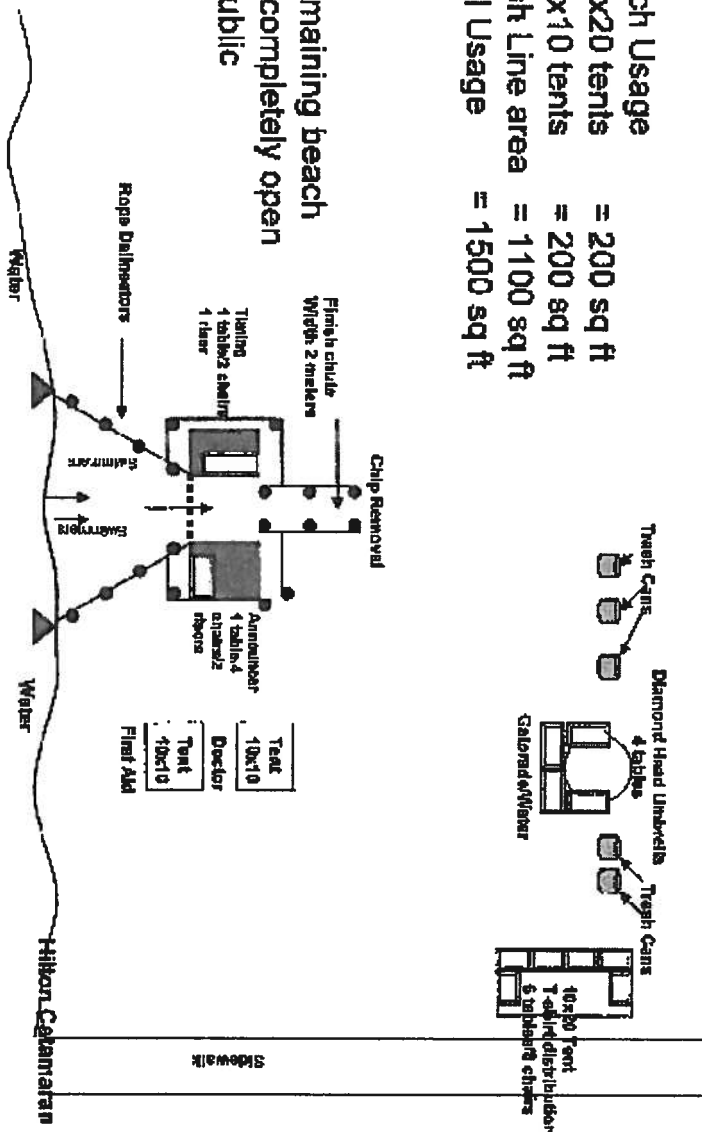 ch Usage
x20 tents = 200 sq ft
x10 tents = 200 sq ft
sh Line area = 1100 sq ft
l Usage = 1500 sq ft
maining beach
completely open
ublic
Trash Cans
Diamond Head Umbrella
4 tables
Trash Cans
Gatorade/Water
10x20 Tent
T-shirt distribution
6 tables/8 chairs
Chip Removal
Finish chute
Width 2 meters
Timing
1 table/2 chairs
1 riser
Announcer
1 table 4
chairs/2
risers
Tent
10x10
Doctor
Tent
10x10
First Aid
Rope Delineators
Swimmers
Swimmers
Sidewalk
Water
Water
Hilton Catamaran